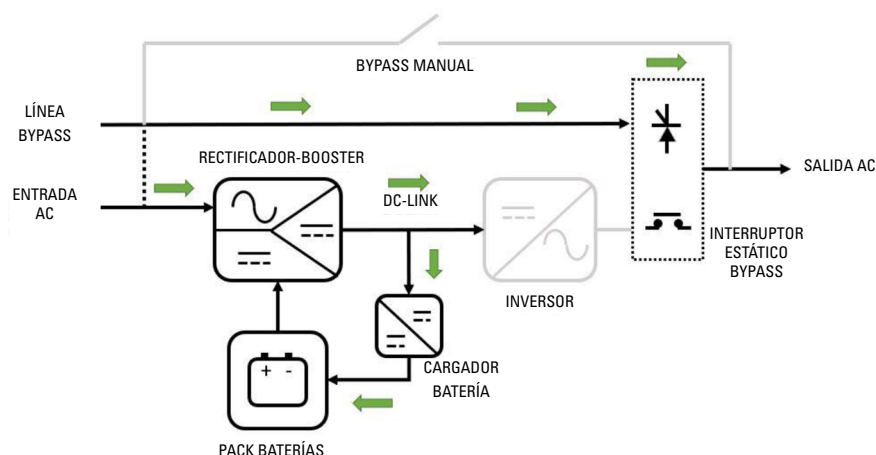 BYPASS MANUAL
LÍNEA
BYPASS
RECTIFICADOR-BOOSTER
ENTRADA
AC
DC-LINK
SALIDA AC
INTERRUPTOR
ESTÁTICO
BYPASS
INVERSOR
CARGADOR
BATERÍA
+ -
PACK BATERÍAS